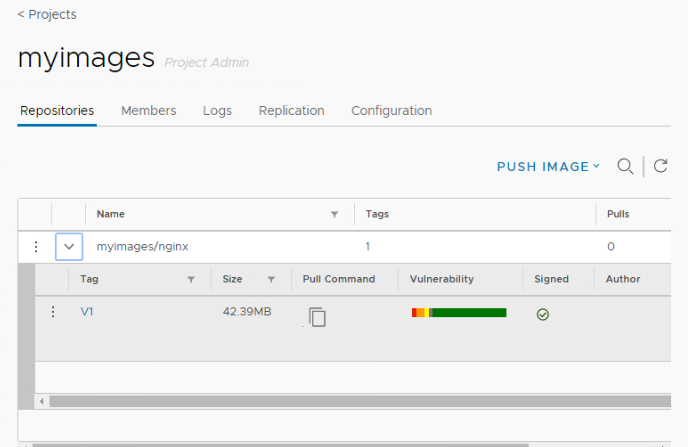 < Projects
myimages Project Admin
Repositories Members Logs Replication Configuration
PUSH IMAGE
Name Tags Pulls
myimages/nginx 1 0
Tag Size Pull Command Vulnerability Signed Author
V1 42.39MB